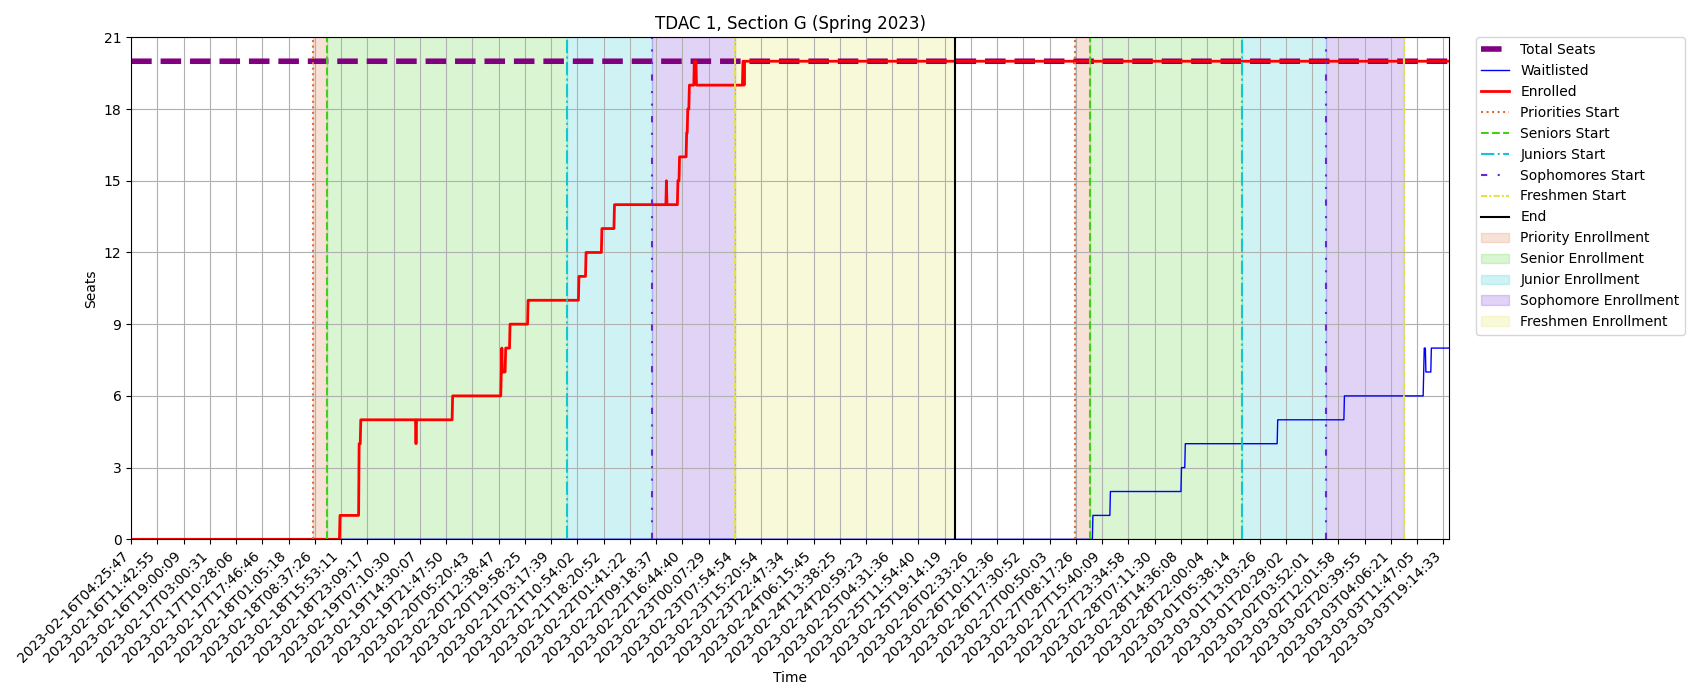 TDAC 1, Section G (Spring 2023)
21
18
15
12
9
6
3
0
Seats
2023-02-16T04:25:47
2023-02-16T11:42:55
2023-02-16T19:00:09
2023-02-17T03:00:31
2023-02-17T10:28:06
2023-02-17T17:46:46
2023-02-18T01:05:18
2023-02-18T08:37:26
2023-02-18T15:53:11
2023-02-18T23:09:17
2023-02-19T07:10:30
2023-02-19T14:30:07
2023-02-19T21:47:50
2023-02-20T05:20:43
2023-02-20T12:38:47
2023-02-20T19:58:25
2023-02-21T03:17:39
2023-02-21T10:54:02
2023-02-21T18:20:52
2023-02-22T01:41:22
2023-02-22T09:18:37
2023-02-22T16:44:40
2023-02-23T00:07:29
2023-02-23T07:54:54
2023-02-23T15:20:54
2023-02-23T22:47:34
2023-02-24T06:15:45
2023-02-24T13:38:25
2023-02-24T20:59:23
2023-02-25T04:31:36
2023-02-25T11:54:40
2023-02-25T19:14:19
2023-02-26T02:33:26
2023-02-26T10:12:36
2023-02-26T17:30:52
2023-02-27T00:50:03
2023-02-27T08:17:26
2023-02-27T15:40:09
2023-02-27T23:34:58
2023-02-28T07:11:30
2023-02-28T14:36:08
2023-02-28T22:00:04
2023-03-01T05:38:14
2023-03-01T13:03:26
2023-03-01T20:29:02
2023-03-02T03:52:01
2023-03-02T12:01:58
2023-03-02T20:39:55
2023-03-03T04:06:21
2023-03-03T11:47:05
2023-03-03T19:14:33
Time
Total Seats
Waitlisted
Enrolled
Priorities Start
Seniors Start
Juniors Start
Sophomores Start
Freshmen Start
End
Priority Enrollment
Senior Enrollment
Junior Enrollment
Sophomore Enrollment
Freshmen Enrollment